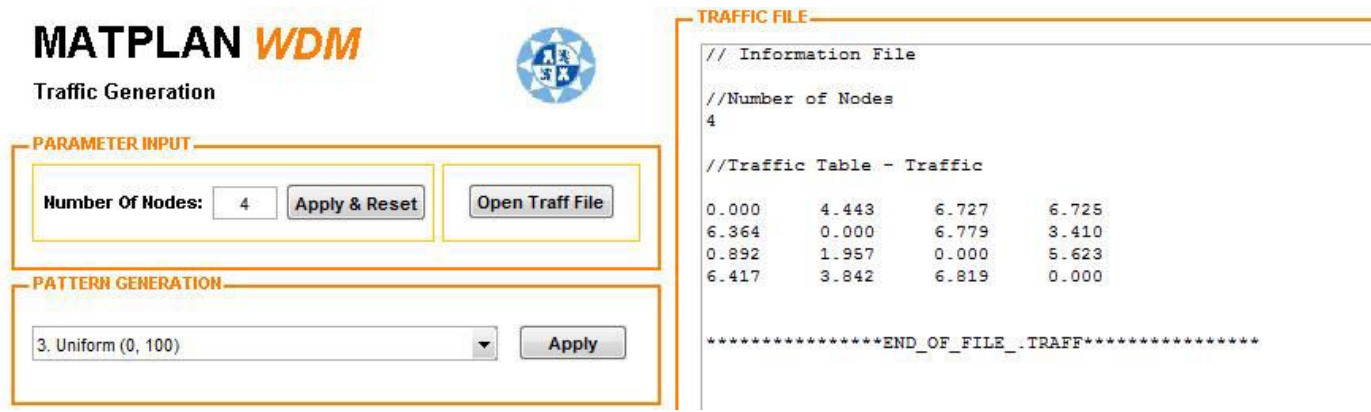 MATPLAN WDM
Traffic Generation
PARAMETER INPUT
Number Of Nodes: 4 Apply & Reset Open Traff File
PATTERN GENERATION
3. Uniform (0, 100) Apply
TRAFFIC FILE
// Information File
//Number of Nodes
4
//Traffic Table - Traffic
0.000 4.443 6.727 6.725
6.364 0.000 6.779 3.410
0.892 1.957 0.000 5.623
6.417 3.842 6.819 0.000
****************END_OF_FILE_.TRAFF****************